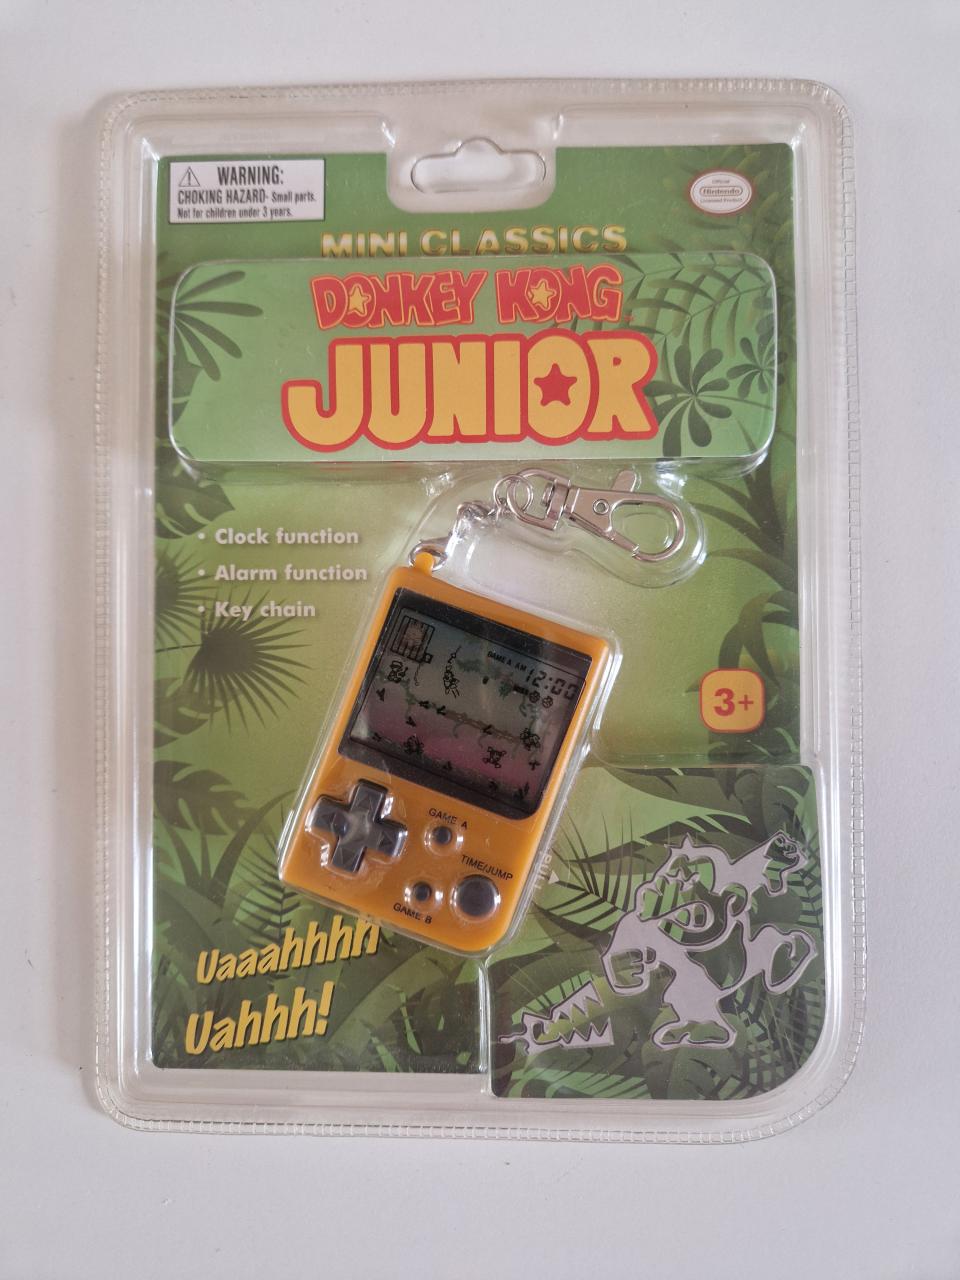 WARNING:
CHOKING HAZARD- Small parts.
Not for children under 3 years.
Official
Nintendo
Licensed Product
MINI CLASSICS
DONKEY KONG
JUNIOR
• Clock function
• Alarm function
• Key chain
GAME A AM 12:00
3+
GAME A
TIME/JUMP
GAME B
Uaaahhhh
Uahhh!